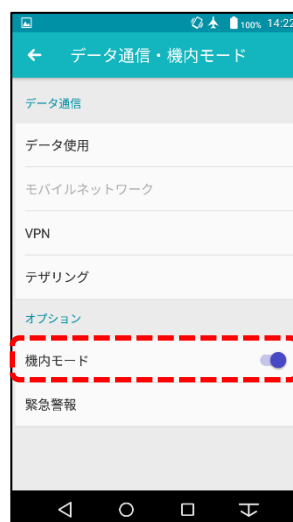 100% 14:22
データ通信・機内モード
データ通信
データ使用
モバイルネットワーク
VPN
テザリング
オプション
機内モード
緊急警報